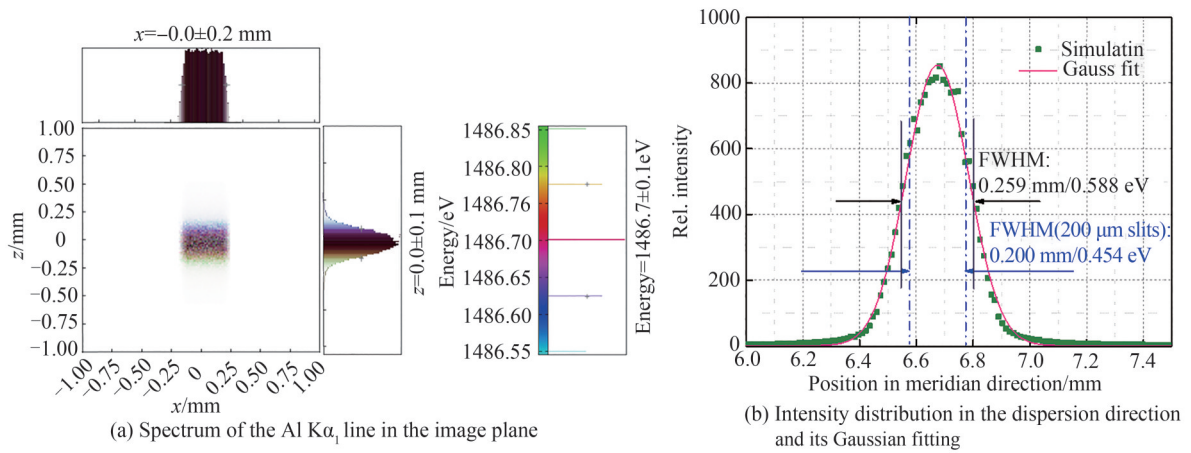 x=−0.0±0.2 mm
1.00
0.75
0.50
0.25
0
−0.25
−0.50
−0.75
−1.00
z/mm
−1.00
−0.75
−0.50
−0.25
0
0.25
0.50
0.75
1.00
x/mm
z=0.0±0.1 mm
1486.85
1486.80
1486.76
1486.70
1486.65
1486.60
1486.55
Energy/eV
Energy=1486.7±0.1eV
(a) Spectrum of the Al Kα₁ line in the image plane
1000
800
600
400
200
0
Rel. intensity
Simulatin
Gauss fit
FWHM:
0.259 mm/0.588 eV
FWHM(200 μm slits):
0.200 mm/0.454 eV
6.0
6.2
6.4
6.6
6.8
7.0
7.2
7.4
Position in meridian direction/mm
(b) Intensity distribution in the dispersion direction
and its Gaussian fitting